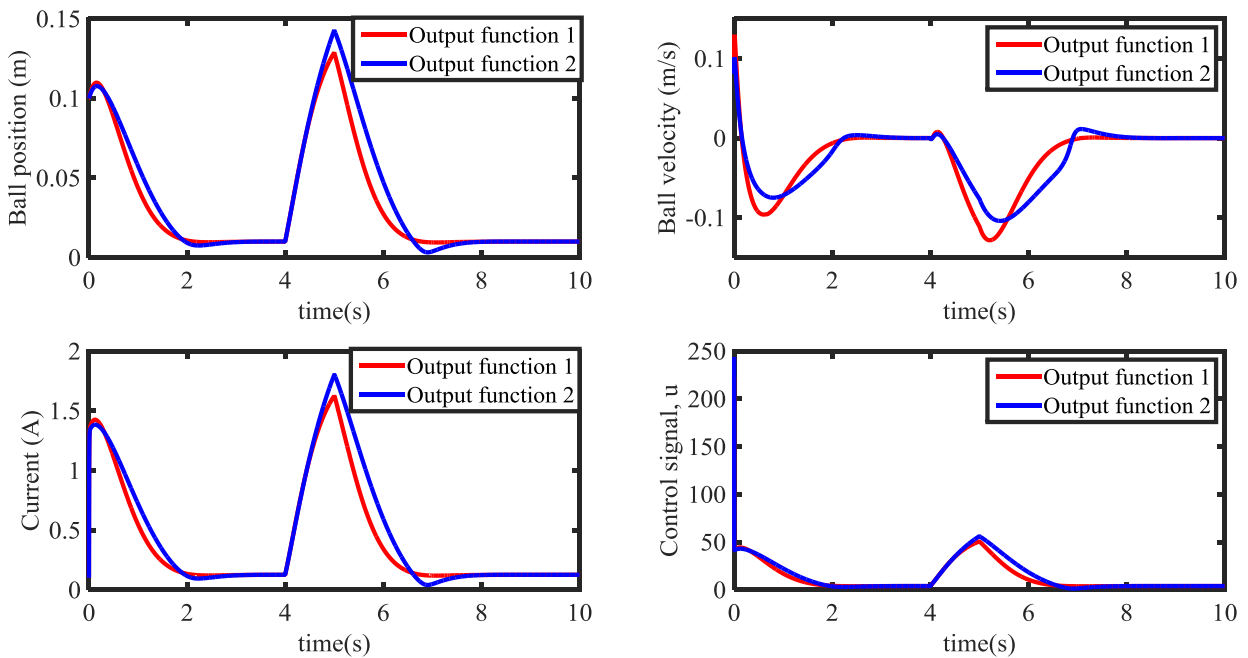 Ball position (m)
0.15
0.1
0.05
0
0 2 4 6 8 10
time(s)
Output function 1
Output function 2
Ball velocity (m/s)
0.1
0
-0.1
0 2 4 6 8 10
time(s)
Output function 1
Output function 2
Current (A)
2
1.5
1
0.5
0
0 2 4 6 8 10
time(s)
Output function 1
Output function 2
Control signal, u
250
200
150
100
50
0
0 2 4 6 8 10
time(s)
Output function 1
Output function 2